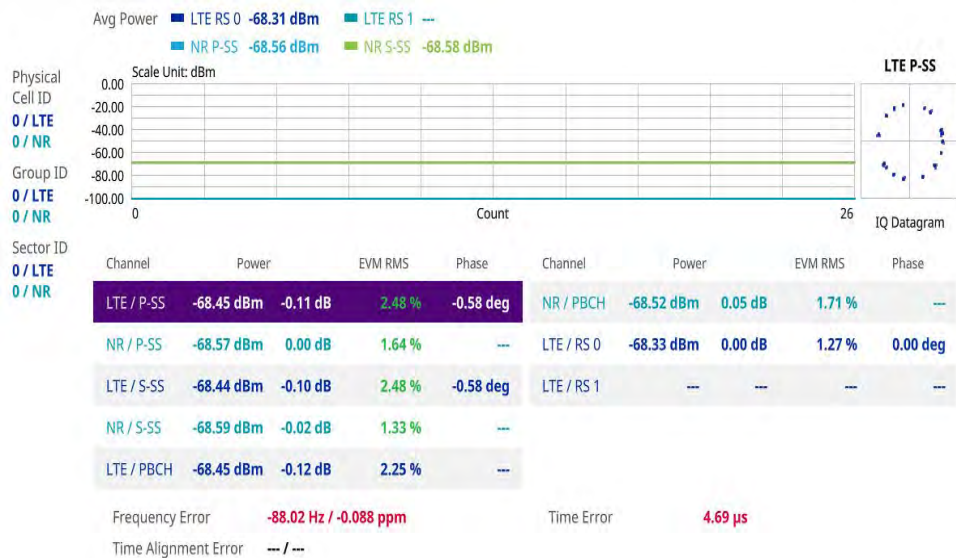 Avg Power LTE RS 0 -68.31 dBm LTE RS 1 ---
NR P-SS -68.56 dBm NR S-SS -68.58 dBm
Physical
Cell ID
0 / LTE
0 / NR
Group ID
0 / LTE
0 / NR
Sector ID
0 / LTE
0 / NR
Scale Unit: dBm
0.00
-20.00
-40.00
-60.00
-80.00
-100.00
0 Count 26
LTE P-SS
IQ Datagram
Channel Power EVM RMS Phase
LTE / P-SS -68.45 dBm -0.11 dB 2.48 % -0.58 deg
NR / P-SS -68.57 dBm 0.00 dB 1.64 % ---
LTE / S-SS -68.44 dBm -0.10 dB 2.48 % -0.58 deg
NR / S-SS -68.59 dBm -0.02 dB 1.33 % ---
LTE / PBCH -68.45 dBm -0.12 dB 2.25 % ---
Channel Power EVM RMS Phase
NR / PBCH -68.52 dBm 0.05 dB 1.71 % ---
LTE / RS 0 -68.33 dBm 0.00 dB 1.27 % 0.00 deg
LTE / RS 1 --- --- --- ---
Frequency Error -88.02 Hz / -0.088 ppm Time Error 4.69 µs
Time Alignment Error --- / ---